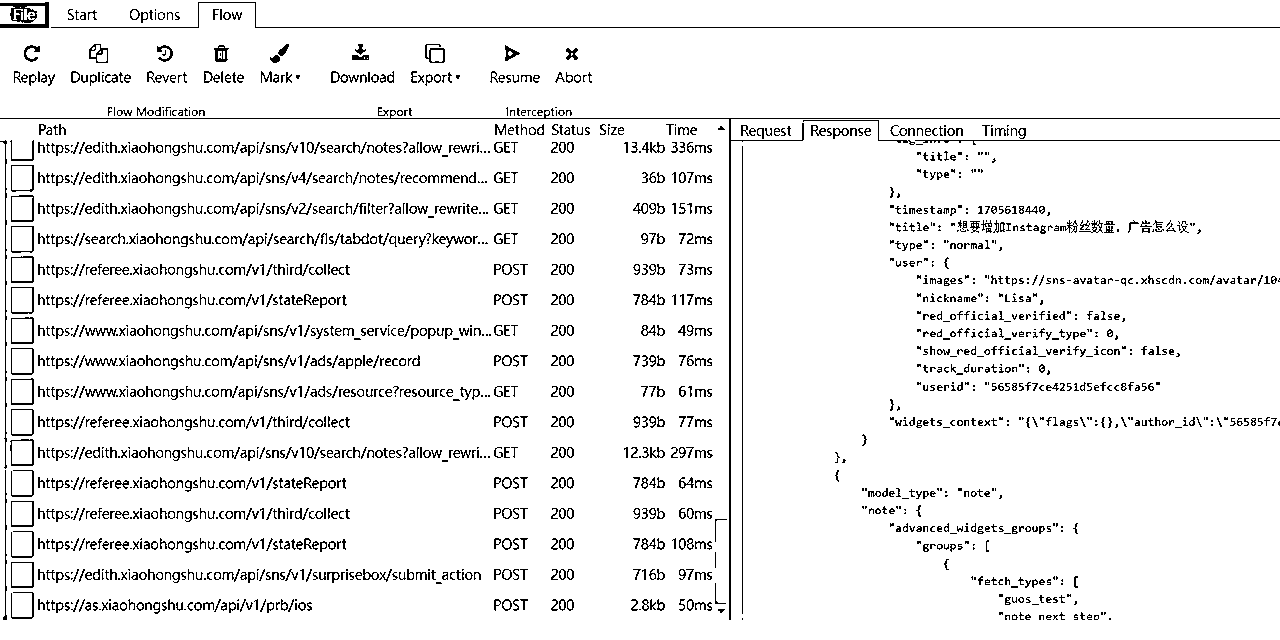 File Start Options Flow
Replay Duplicate Revert Delete Mark▾ Download Export▾ Resume Abort
Flow Modification Export Interception
Path Method Status Size Time
https://edith.xiaohongshu.com/api/sns/v10/search/notes?allow_rewri... GET 200 13.4kb 336ms
https://edith.xiaohongshu.com/api/sns/v4/search/notes/recommend... GET 200 36b 107ms
https://edith.xiaohongshu.com/api/sns/v2/search/filter?allow_rewrite... GET 200 409b 151ms
https://search.xiaohongshu.com/api/search/fls/tabdot/query?keywor... GET 200 97b 72ms
https://referee.xiaohongshu.com/v1/third/collect POST 200 939b 73ms
https://referee.xiaohongshu.com/v1/stateReport POST 200 784b 117ms
https://www.xiaohongshu.com/api/sns/v1/system_service/popup_win... GET 200 84b 49ms
https://www.xiaohongshu.com/api/sns/v1/ads/apple/record POST 200 739b 76ms
https://www.xiaohongshu.com/api/sns/v1/ads/resource?resource_typ... GET 200 77b 61ms
https://referee.xiaohongshu.com/v1/third/collect POST 200 939b 77ms
https://edith.xiaohongshu.com/api/sns/v10/search/notes?allow_rewri... GET 200 12.3kb 297ms
https://referee.xiaohongshu.com/v1/stateReport POST 200 784b 64ms
https://referee.xiaohongshu.com/v1/third/collect POST 200 939b 60ms
https://referee.xiaohongshu.com/v1/stateReport POST 200 784b 108ms
https://edith.xiaohongshu.com/api/sns/v1/surprisebox/submit_action POST 200 716b 97ms
https://as.xiaohongshu.com/api/v1/prb/ios POST 200 2.8kb 50ms
Request Response Connection Timing
"title": "",
"type": ""
},
"timestamp": 1705618440,
"title": "想要增加Instagram粉丝数量，广告怎么设",
"type": "normal",
"user": {
"images": "https://sns-avatar-qc.xhscdn.com/avatar/104
"nickname": "Lisa",
"red_official_verified": false,
"red_official_verify_type": 0,
"show_red_official_verify_icon": false,
"track_duration": 0,
"userid": "56585f7ce4251d5efcc8fa56"
},
"widgets_context": "{\"flags\":{},\"author_id\":\"56585f7c
}
},
{
"model_type": "note",
"note": {
"advanced_widgets_groups": {
"groups": [
{
"fetch_types": [
"guos_test",
"note_next_step",